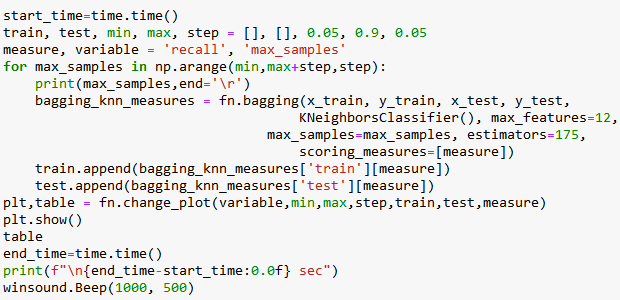 start_time=time.time()
train, test, min, max, step = [], [], 0.05, 0.9, 0.05
measure, variable = 'recall', 'max_samples'
for max_samples in np.arange(min,max+step,step):
    print(max_samples,end='\r')
    bagging_knn_measures = fn.bagging(x_train, y_train, x_test, y_test,
                                     KNeighborsClassifier(), max_features=12,
                                 max_samples=max_samples, estimators=175,
                                     scoring_measures=[measure])
    train.append(bagging_knn_measures['train'][measure])
    test.append(bagging_knn_measures['test'][measure])
plt,table = fn.change_plot(variable,min,max,step,train,test,measure)
plt.show()
table
end_time=time.time()
print(f"\n{end_time-start_time:0.0f} sec")
winsound.Beep(1000, 500)